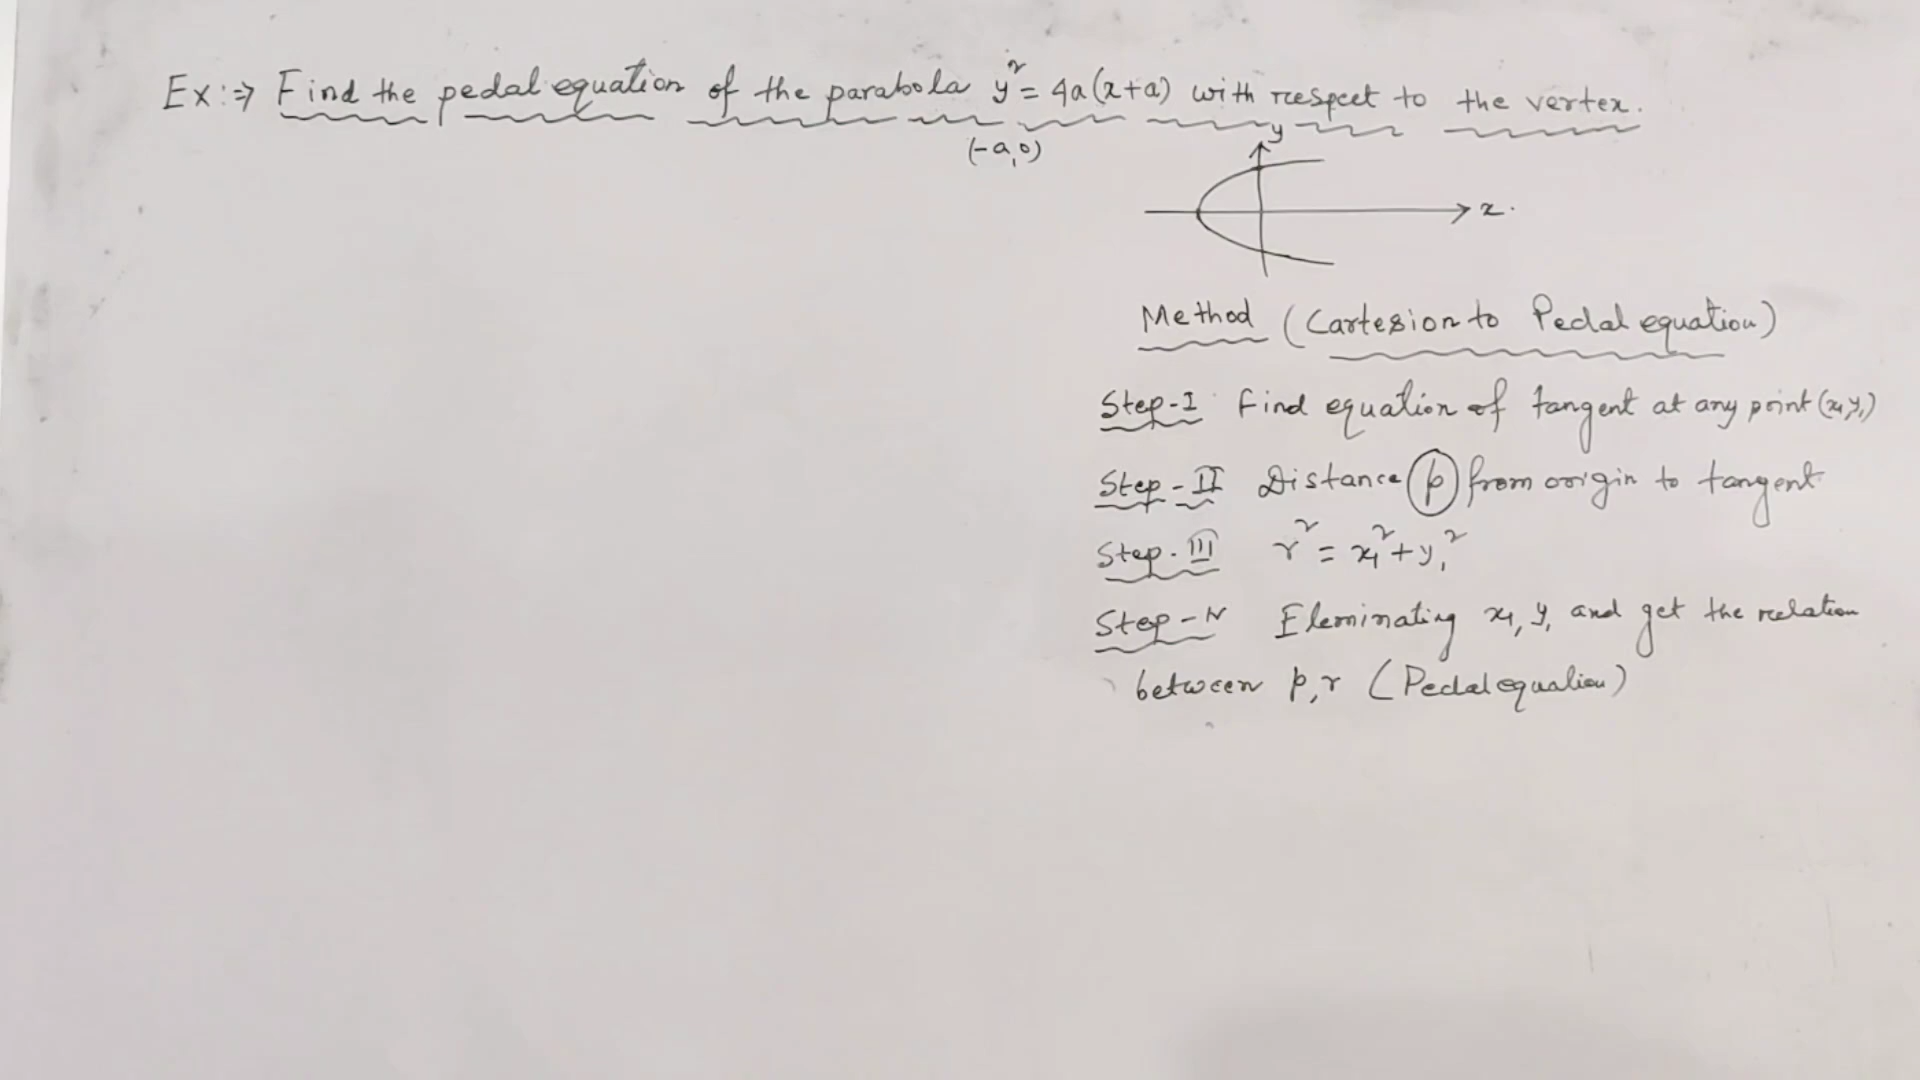 Ex:⇒ Find the pedal equation of the parabola y² = 4a(x+a) with respect to the vertex.
(-a,0)
y
x.
Method (Cartesion to Pedal equation)
Step-I Find equation of tangent at any point (x₁,y₁)
Step-II Distance p from origin to tangent
Step-III r² = x₁² + y₁²
Step-IV Eleminating x₁, y₁ and get the relation
between p,r (Pedal equation)